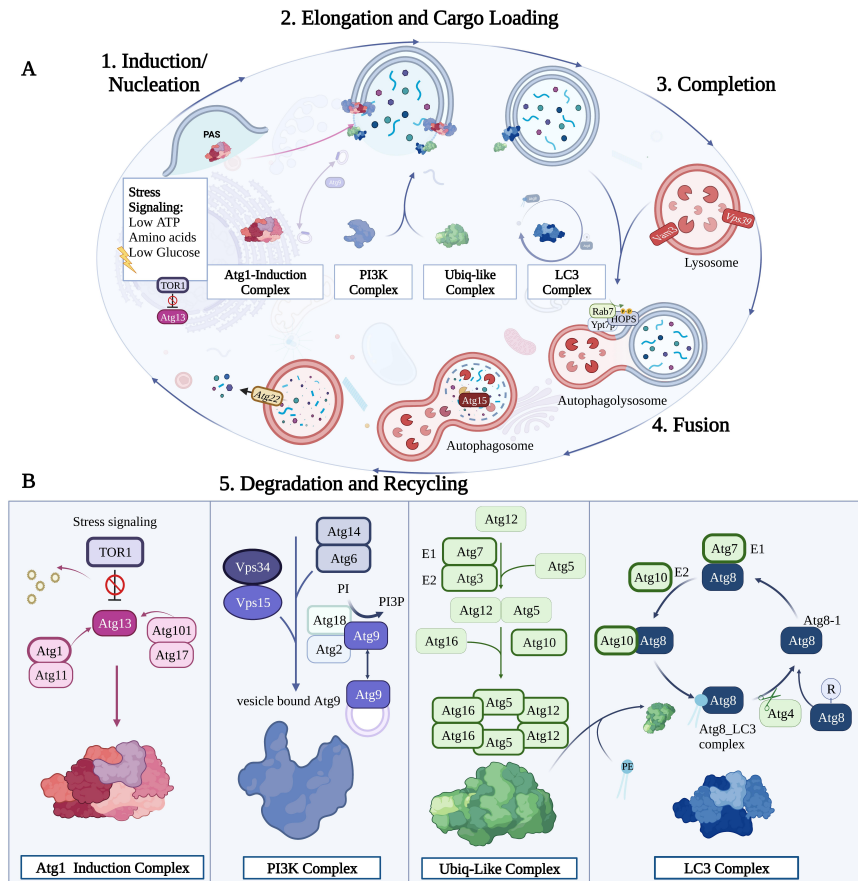 2. Elongation and Cargo Loading
A
1. Induction/
Nucleation
3. Completion
PAS
Atg9
Stress
Signaling:
Low ATP
Amino acids
Low Glucose
Vam3
Vps39
Lysosome
Atg1-Induction
Complex
PI3K
Complex
Ubiq-like
Complex
LC3
Complex
TOR1
Atg13
Rab7
P-P
Ypt7p
HOPS
Atg22
Atg15
Autophagolysosome
Autophagosome
4. Fusion
B
5. Degradation and Recycling
Stress signaling
TOR1
Atg13
Atg1
Atg11
Atg101
Atg17
Atg1 Induction Complex
Atg14
Atg6
Vps34
Vps15
PI
PI3P
Atg18
Atg9
Atg2
Atg9
vesicle bound Atg9
PI3K Complex
Atg12
E1
Atg7
E2
Atg3
Atg5
Atg12
Atg5
Atg16
Atg10
Atg16
Atg5
Atg12
Atg16
Atg5
Atg12
Ubiq-Like Complex
Atg7
E1
Atg8
Atg10
E2
Atg10
Atg8
Atg8-1
Atg8
Atg8
R
Atg4
Atg8
Atg8_LC3
complex
PE
LC3 Complex